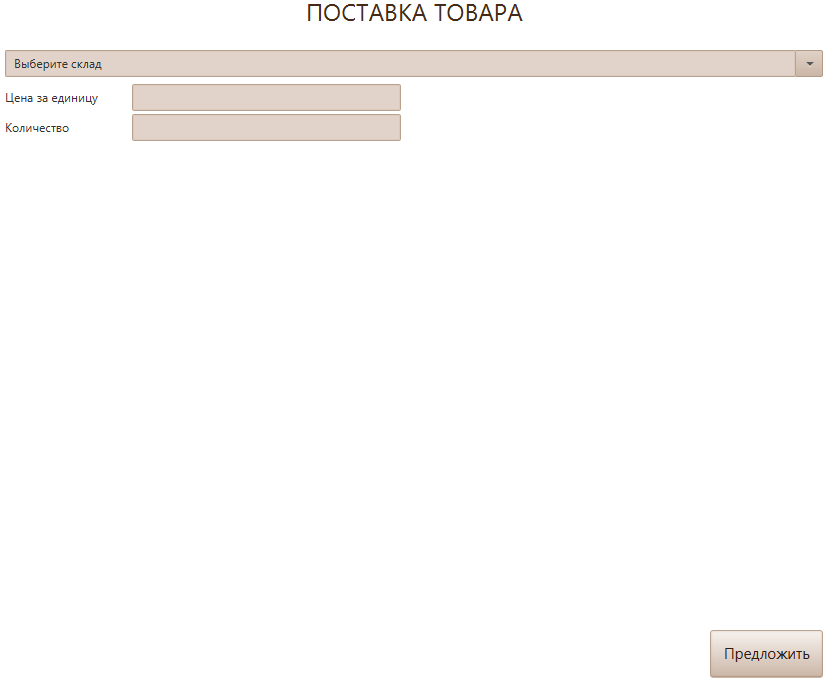 ПОСТАВКА ТОВАРА
Выберите склад
Цена за единицу
Количество
Предложить